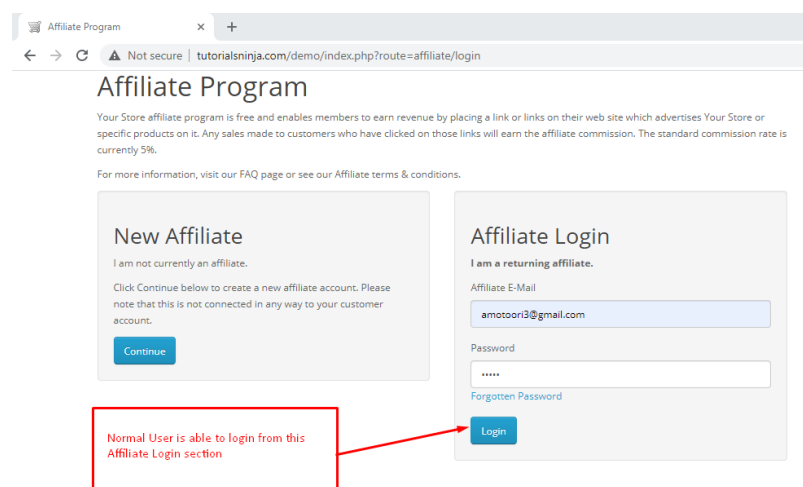 Affiliate Program
Not secure | tutorialsninja.com/demo/index.php?route=affiliate/login
Affiliate Program
Your Store affiliate program is free and enables members to earn revenue by placing a link or links on their web site which advertises Your Store or
specific products on it. Any sales made to customers who have clicked on those links will earn the affiliate commission. The standard commission rate is
currently 5%.
For more information, visit our FAQ page or see our Affiliate terms & conditions.
New Affiliate
I am not currently an affiliate.
Click Continue below to create a new affiliate account. Please
note that this is not connected in any way to your customer
account.
Continue
Affiliate Login
I am a returning affiliate.
Affiliate E-Mail
amotoori3@gmail.com
Password
•••••
Forgotten Password
Login
Normal User is able to login from this
Affiliate Login section